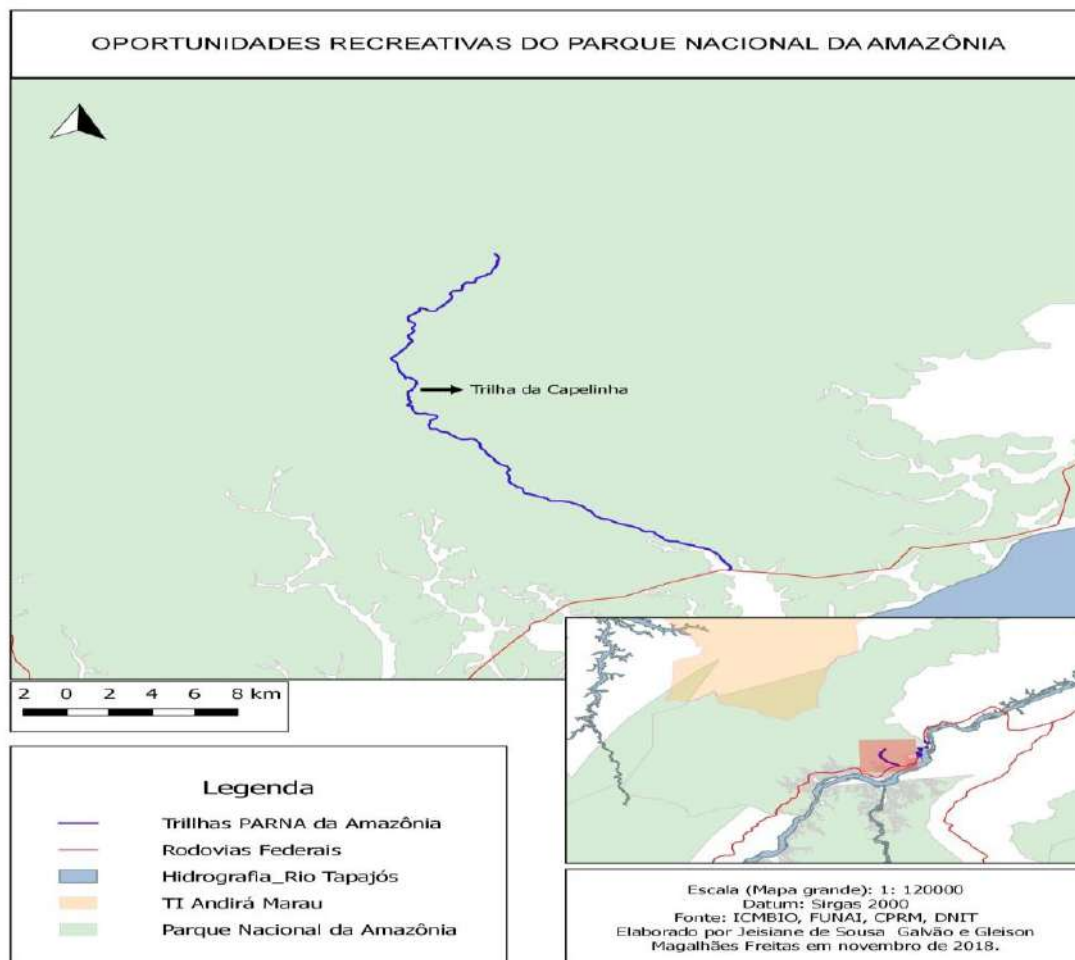 OPORTUNIDADES RECREATIVAS DO PARQUE NACIONAL DA AMAZÔNIA
Trilha da Capelinha
2 0 2 4 6 8 km
Legenda
Trillhas PARNA da Amazônia
Rodovias Federais
Hidrografia_Rio Tapajós
TI Andirá Marau
Parque Nacional da Amazônia
Escala (Mapa grande): 1: 120000
Datum: Sirgas 2000
Fonte: ICMBIO, FUNAI, CPRM, DNIT
Elaborado por Jeisiane de Sousa Galvão e Gleison
Magalhães Freitas em novembro de 2018.